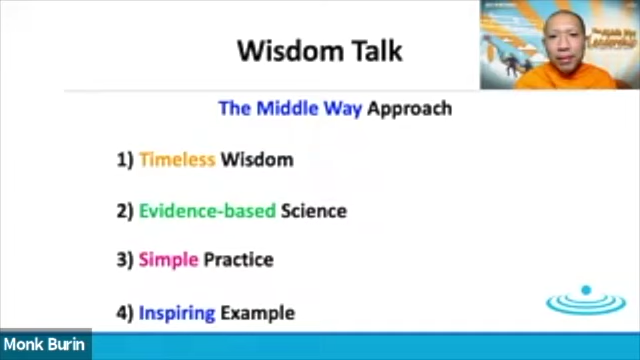 Wisdom Talk
The Middle Way Approach
1) Timeless Wisdom
2) Evidence-based Science
3) Simple Practice
4) Inspiring Example
Monk Burin